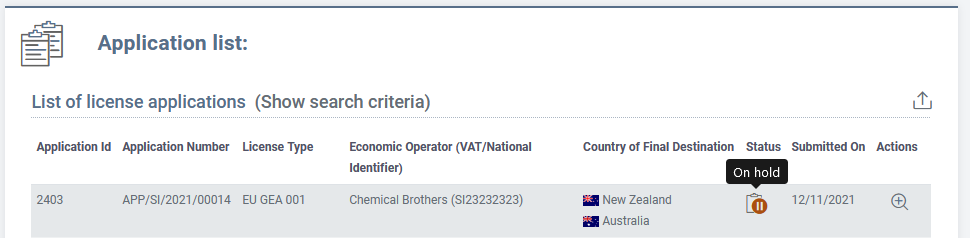 Application list:
List of license applications (Show search criteria)
Application Id Application Number License Type Economic Operator (VAT/National Country of Final Destination Status Submitted On Actions
Identifier)
On hold
2403 APP/SI/2021/00014 EU GEA 001 Chemical Brothers (SI23232323) New Zealand 12/11/2021
Australia